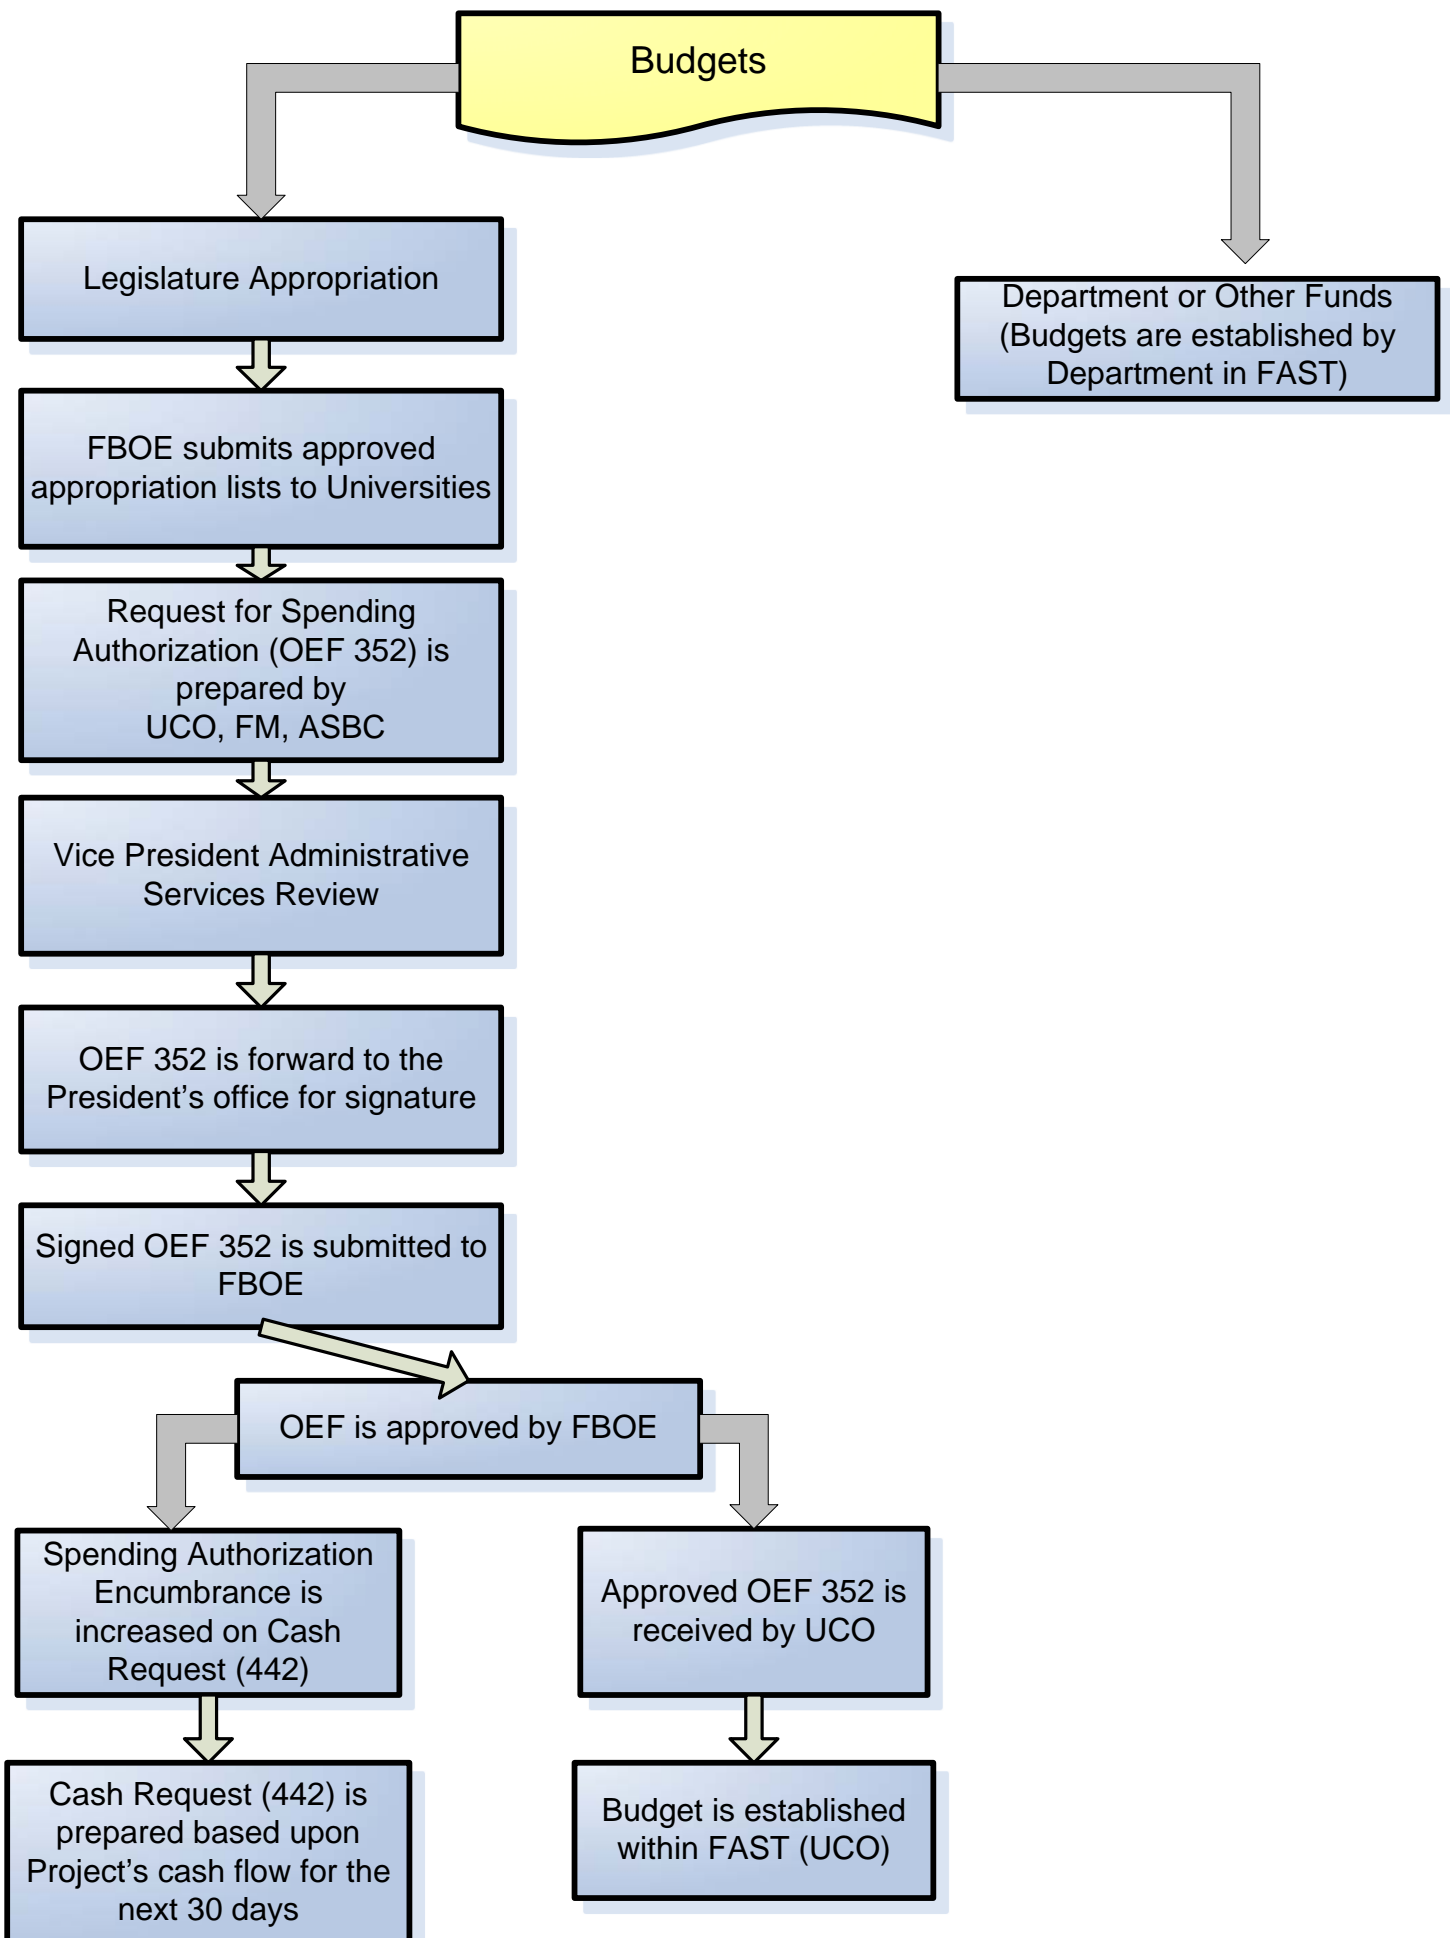 Budgets
Legislature Appropriation
Department or Other Funds
(Budgets are established by
Department in FAST)
FBOE submits approved
appropriation lists to Universities
Request for Spending
Authorization (OEF 352) is
prepared by
UCO, FM, ASBC
Vice President Administrative
Services Review
OEF 352 is forward to the
President’s office for signature
Signed OEF 352 is submitted to
FBOE
OEF is approved by FBOE
Spending Authorization
Encumbrance is
increased on Cash
Request (442)
Approved OEF 352 is
received by UCO
Cash Request (442) is
prepared based upon
Project’s cash flow for the
next 30 days
Budget is established
within FAST (UCO)